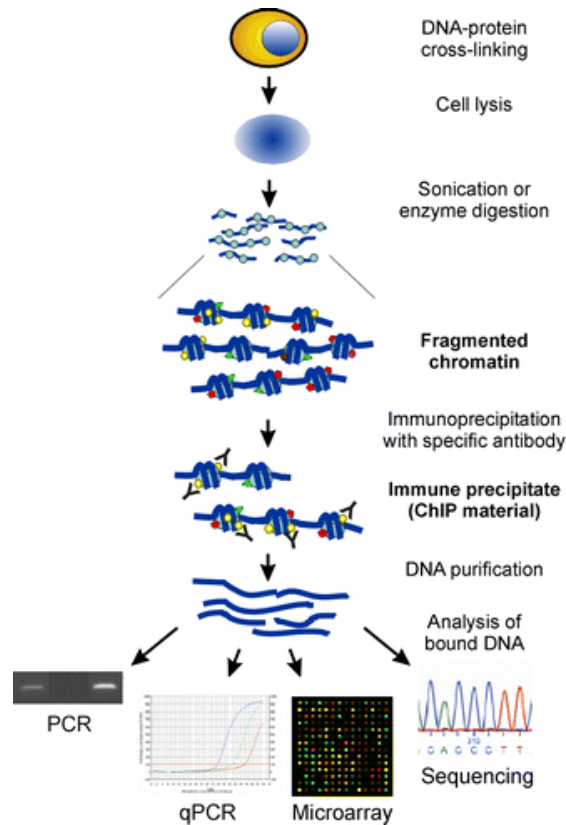 DNA-protein
cross-linking
Cell lysis
Sonication or
enzyme digestion
Fragmented
chromatin
Immunoprecipitation
with specific antibody
Immune precipitate
(ChIP material)
DNA purification
Analysis of
bound DNA
PCR
qPCR
Microarray
G A G C G T T
Sequencing